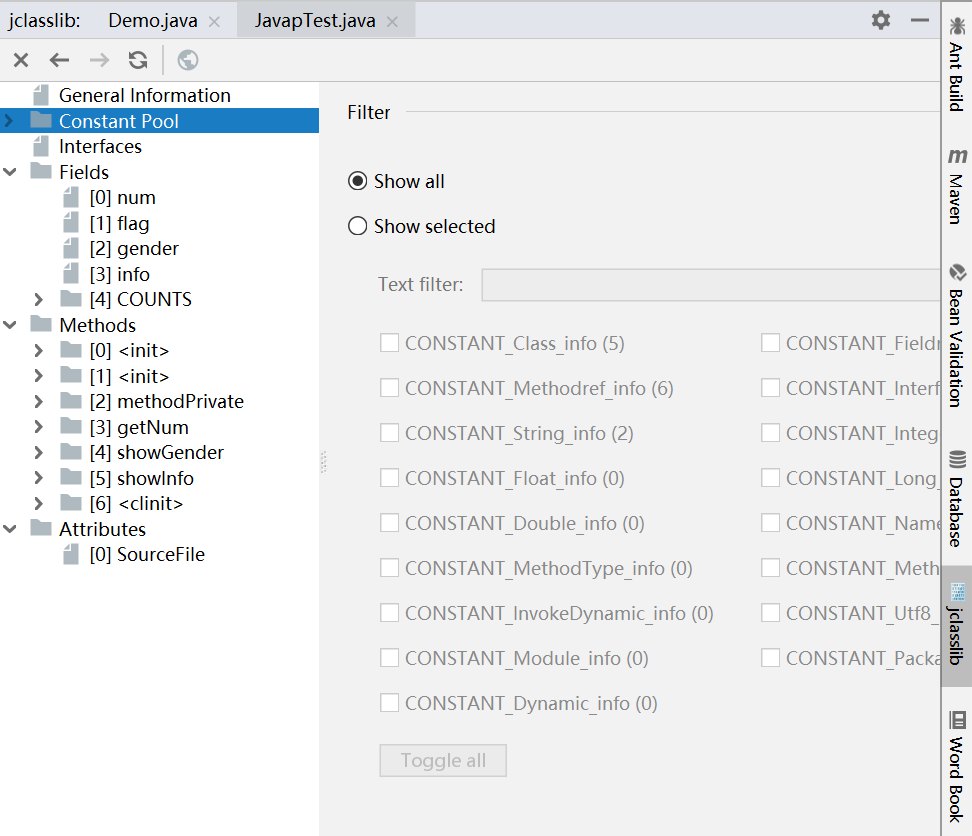 jclasslib: Demo.java JavapTest.java
General Information
Constant Pool
Interfaces
Fields
[0] num
[1] flag
[2] gender
[3] info
[4] COUNTS
Methods
[0] <init>
[1] <init>
[2] methodPrivate
[3] getNum
[4] showGender
[5] showInfo
[6] <clinit>
Attributes
[0] SourceFile
Filter
Show all
Show selected
Text filter:
CONSTANT_Class_info (5) CONSTANT_Fieldr
CONSTANT_Methodref_info (6) CONSTANT_Interf
CONSTANT_String_info (2) CONSTANT_Integ
CONSTANT_Float_info (0) CONSTANT_Long_
CONSTANT_Double_info (0) CONSTANT_Name
CONSTANT_MethodType_info (0) CONSTANT_Meth
CONSTANT_InvokeDynamic_info (0) CONSTANT_Utf8_
CONSTANT_Module_info (0) CONSTANT_Packa
CONSTANT_Dynamic_info (0)
Toggle all
Ant Build
m Maven
Bean Validation
Database
jclasslib
Word Book